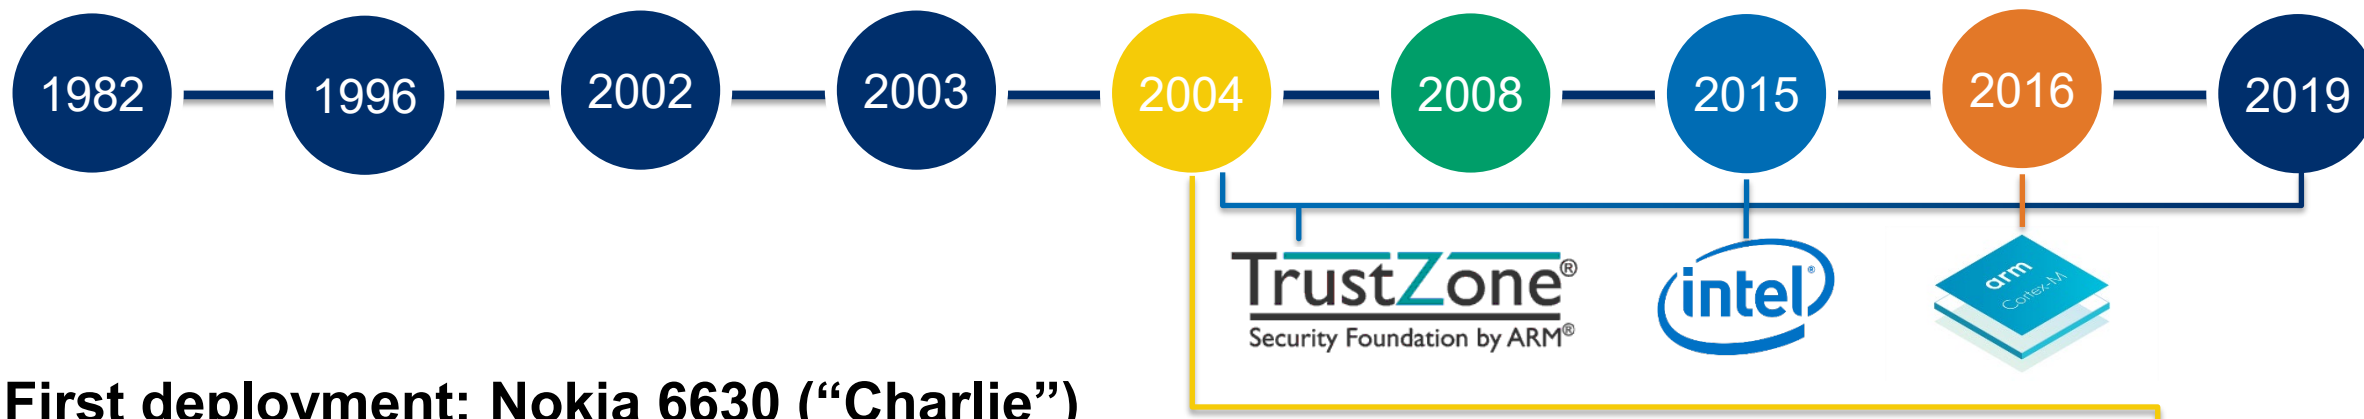 1982
1996
2002
2003
2004
2008
2015
2016
2019
TrustZone®
Security Foundation by ARM®
intel®
arm
Cortex-M
First deployment: Nokia 6630 (“Charlie”)